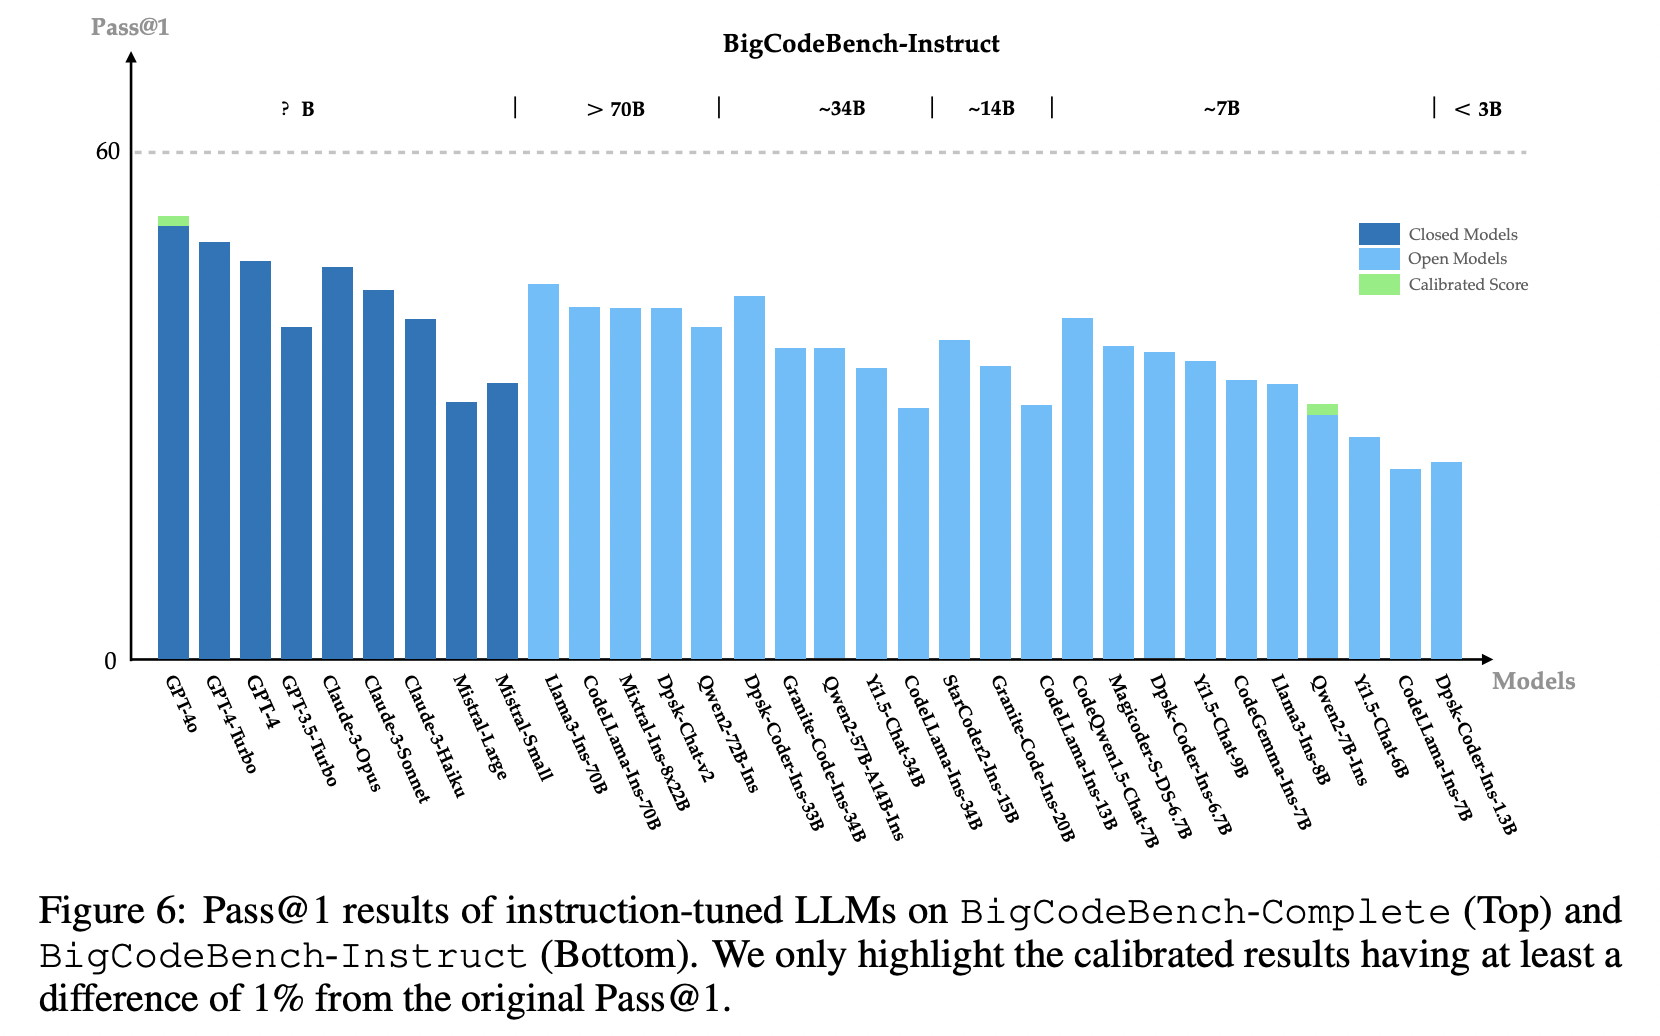 Pass@1
BigCodeBench-Instruct
? B | > 70B | ~34B | ~14B | ~7B | < 3B
60
Closed Models
Open Models
Calibrated Score
0
Models
GPT-4o
GPT-4-Turbo
GPT-4
GPT-3.5-Turbo
Claude-3-Opus
Claude-3-Sonnet
Claude-3-Haiku
Mistral-Large
Mistral-Small
Llama3-Ins-70B
CodeLLama-Ins-70B
Mixtral-Ins-8x22B
Dpsk-Chat-v2
Qwen2-72B-Ins
Dpsk-Coder-Ins-33B
Granite-Code-Ins-34B
Qwen2-57B-A14B-Ins
Yi1.5-Chat-34B
CodeLLama-Ins-34B
StarCoder2-Ins-15B
Granite-Code-Ins-20B
CodeLLama-Ins-13B
CodeQwen1.5-Chat-7B
Magicoder-S-DS-6.7B
Dpsk-Coder-Ins-6.7B
Yi1.5-Chat-9B
CodeGemma-Ins-7B
Llama3-Ins-8B
Qwen2-7B-Ins
Yi1.5-Chat-6B
CodeLLama-Ins-7B
Dpsk-Coder-Ins-1.3B
Figure 6: Pass@1 results of instruction-tuned LLMs on BigCodeBench-Complete (Top) and
BigCodeBench-Instruct (Bottom). We only highlight the calibrated results having at least a
difference of 1% from the original Pass@1.